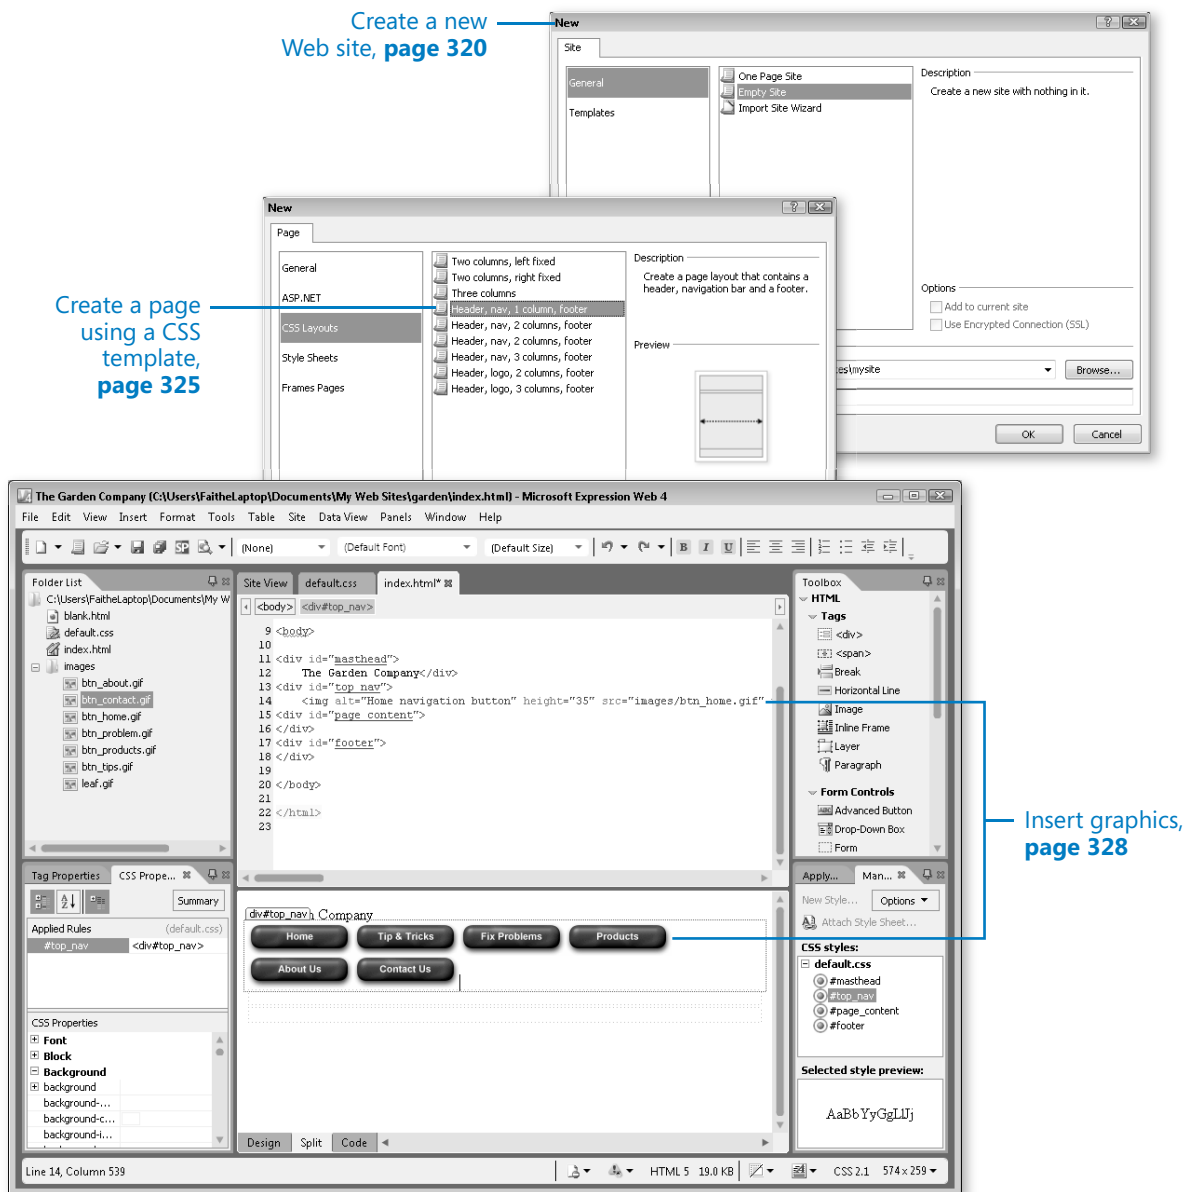 Create a new
Web site, page 320
New
Site
General
Templates
One Page Site
Empty Site
Import Site Wizard
Description
Create a new site with nothing in it.
Options
Add to current site
Use Encrypted Connection (SSL)
es\mysite
Browse...
OK
Cancel
Create a page
using a CSS
template,
page 325
New
Page
General
ASP.NET
CSS Layouts
Style Sheets
Frames Pages
Two columns, left fixed
Two columns, right fixed
Three columns
Header, nav, 1 column, footer
Header, nav, 2 columns, footer
Header, nav, 2 columns, footer
Header, nav, 3 columns, footer
Header, logo, 2 columns, footer
Header, logo, 3 columns, footer
Description
Create a page layout that contains a
header, navigation bar and a footer.
Preview
The Garden Company (C:\Users\FaitheLaptop\Documents\My Web Sites\garden\index.html) - Microsoft Expression Web 4
File Edit View Insert Format Tools Table Site Data View Panels Window Help
(None) (Default Font) (Default Size) B I U
Folder List
C:\Users\FaitheLaptop\Documents\My W
blank.html
default.css
index.html
images
btn_about.gif
btn_contact.gif
btn_home.gif
btn_problem.gif
btn_products.gif
btn_tips.gif
leaf.gif
Site View default.css index.html*
<body> <div#top_nav>
9 <body>
10
11 <div id="masthead">
12 The Garden Company</div>
13 <div id="top_nav">
14 <img alt="Home navigation button" height="35" src="images/btn_home.gif"
15 <div id="page_content">
16 </div>
17 <div id="footer">
18 </div>
19
20 </body>
21
22 </html>
23
Toolbox
HTML
Tags
<div>
<span>
Break
Horizontal Line
Image
Inline Frame
Layer
Paragraph
Form Controls
Advanced Button
Drop-Down Box
Form
Insert graphics,
page 328
Tag Properties CSS Prope...
Summary
Applied Rules (default.css)
#top_nav <div#top_nav>
CSS Properties
Font
Block
Background
background
background-...
background-c...
background-i...
div#top_nav Company
Home Tip & Tricks Fix Problems Products
About Us Contact Us
Design Split Code
Apply... Man...
New Style... Options
Attach Style Sheet...
CSS styles:
default.css
#masthead
#top_nav
#page_content
#footer
Selected style preview:
AaBbYyGgLlJj
Line 14, Column 539
HTML 5 19.0 KB CSS 2.1 574 x 259